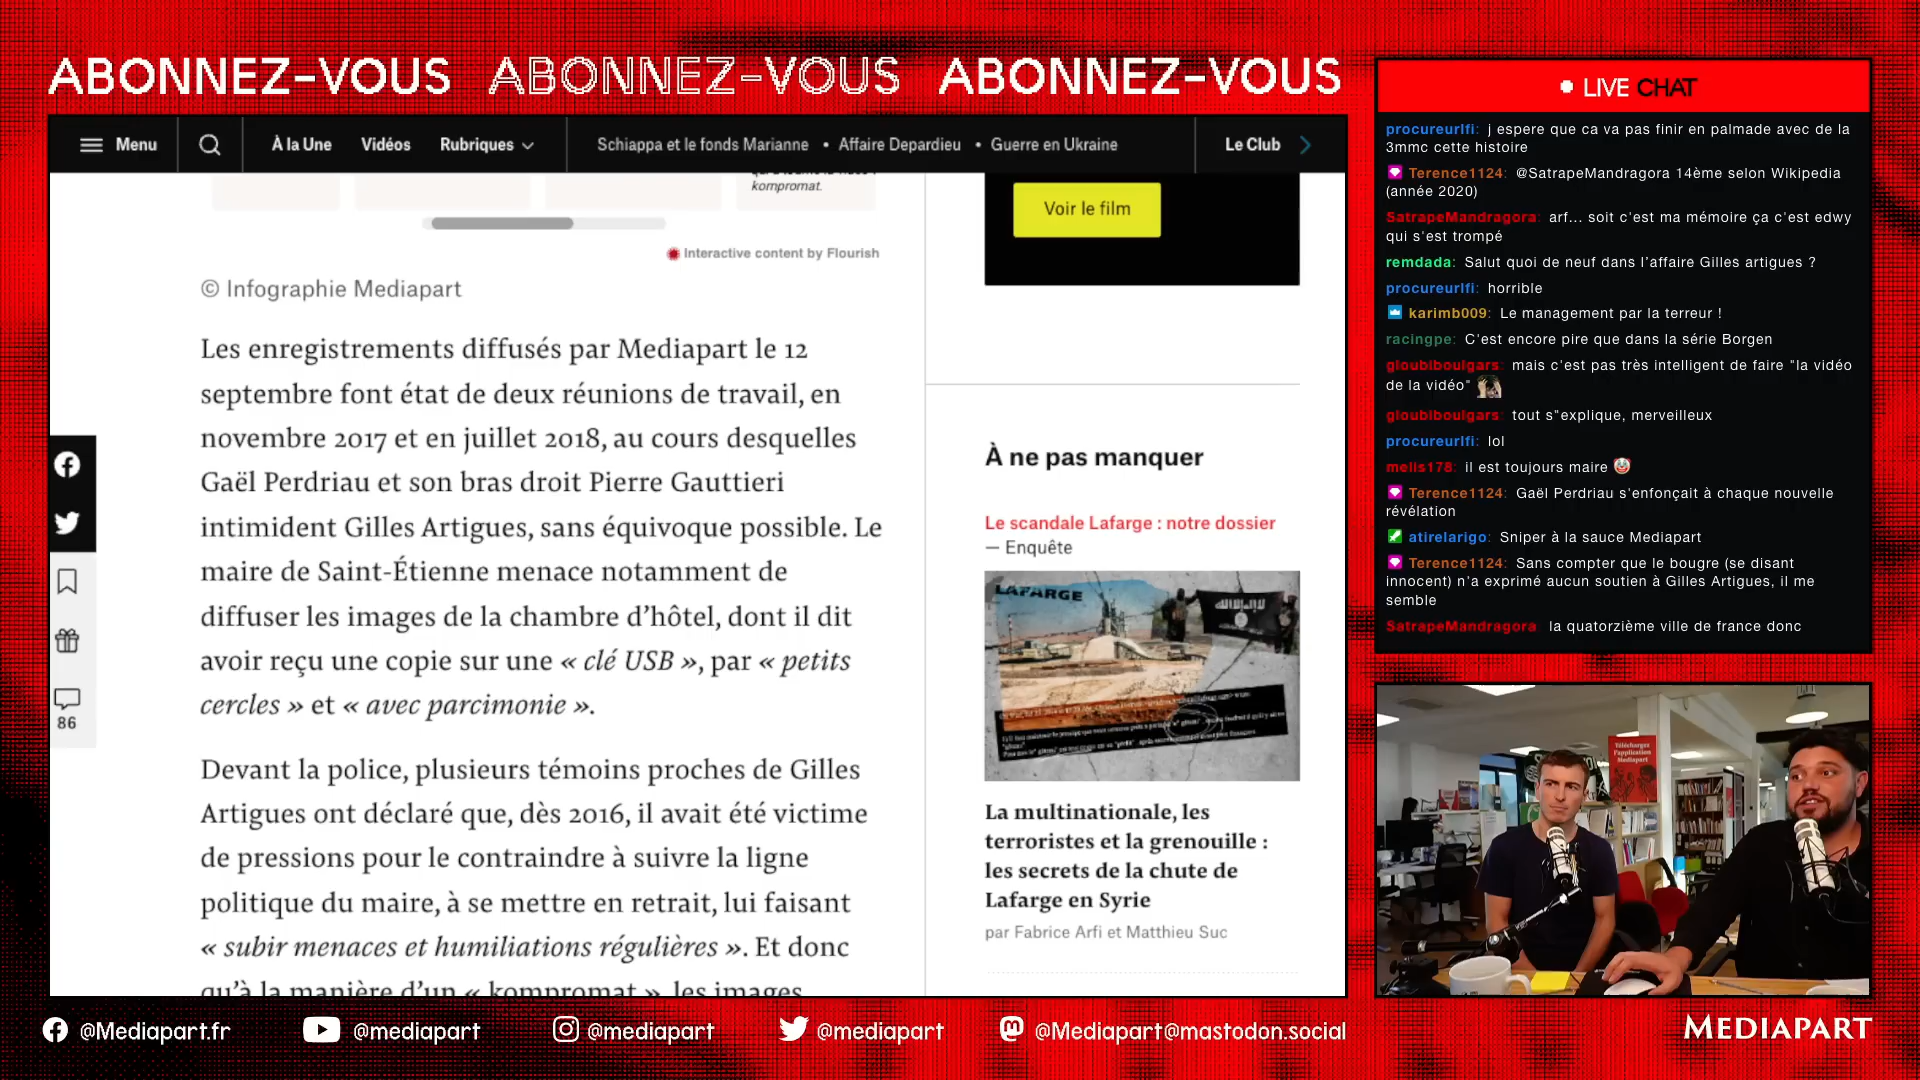 ABONNEZ-VOUS ABONNEZ-VOUS ABONNEZ-VOUS
Menu
À la Une Vidéos Rubriques
Schiappa et le fonds Marianne • Affaire Depardieu • Guerre en Ukraine
Le Club
kompromat.
Interactive content by Flourish
© Infographie Mediapart
Les enregistrements diffusés par Mediapart le 12
septembre font état de deux réunions de travail, en
novembre 2017 et en juillet 2018, au cours desquelles
Gaël Perdriau et son bras droit Pierre Gauttieri
intimident Gilles Artigues, sans équivoque possible. Le
maire de Saint-Étienne menace notamment de
diffuser les images de la chambre d’hôtel, dont il dit
avoir reçu une copie sur une « clé USB », par « petits
cercles » et « avec parcimonie ».
Devant la police, plusieurs témoins proches de Gilles
Artigues ont déclaré que, dès 2016, il avait été victime
de pressions pour le contraindre à suivre la ligne
politique du maire, à se mettre en retrait, lui faisant
« subir menaces et humiliations régulières ». Et donc
qu’à la manière d’un « kompromat », les images
86
Voir le film
À ne pas manquer
Le scandale Lafarge : notre dossier
— Enquête
LAFARGE
La multinationale, les
terroristes et la grenouille :
les secrets de la chute de
Lafarge en Syrie
par Fabrice Arfi et Matthieu Suc
LIVE CHAT
procureurlfi: j espere que ca va pas finir en palmade avec de la
3mmc cette histoire
Terence1124: @SatrapeMandragora 14ème selon Wikipedia
(année 2020)
SatrapeMandragora: arf... soit c'est ma mémoire ça c'est edwy
qui s'est trompé
remdada: Salut quoi de neuf dans l'affaire Gilles artigues ?
procureurlfi: horrible
karimb009: Le management par la terreur !
racingpe: C'est encore pire que dans la série Borgen
gloubiboulgars: mais c'est pas très intelligent de faire "la vidéo
de la vidéo"
gloubiboulgars: tout s"explique, merveilleux
procureurlfi: lol
melis178: il est toujours maire 🤡
Terence1124: Gaël Perdriau s'enfonçait à chaque nouvelle
révélation
atirelarigo: Sniper à la sauce Mediapart
Terence1124: Sans compter que le bougre (se disant
innocent) n'a exprimé aucun soutien à Gilles Artigues, il me
semble
SatrapeMandragora: la quatorzième ville de france donc
Téléchargez
l'application
Mediapart
@Mediapart.fr
@mediapart
@mediapart
@mediapart
@Mediapart@mastodon.social
MEDIAPART